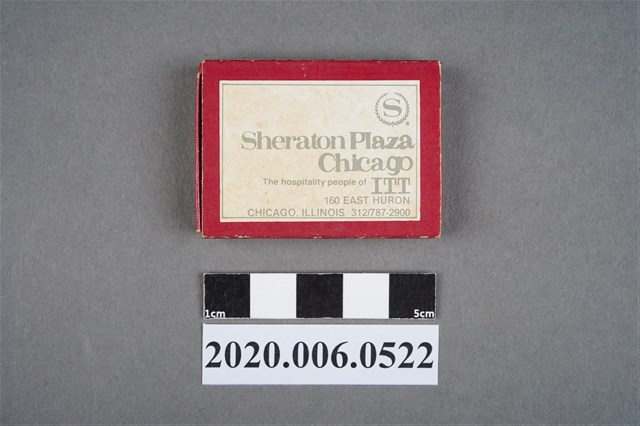 S
®
Sheraton Plaza
Chicago
The hospitality people of ITT
160 EAST HURON
CHICAGO, ILLINOIS 312/787-2900
1cm 5cm
2020.006.0522